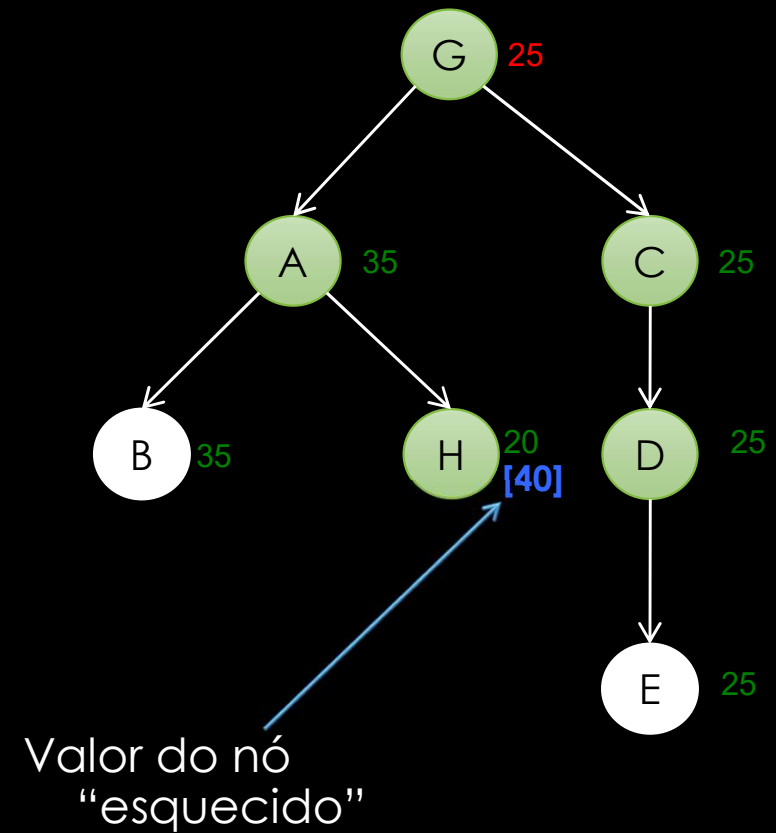 G 25
A 35
C 25
B 35
H 20
[40]
D 25
E 25
Valor do nó
“esquecido”